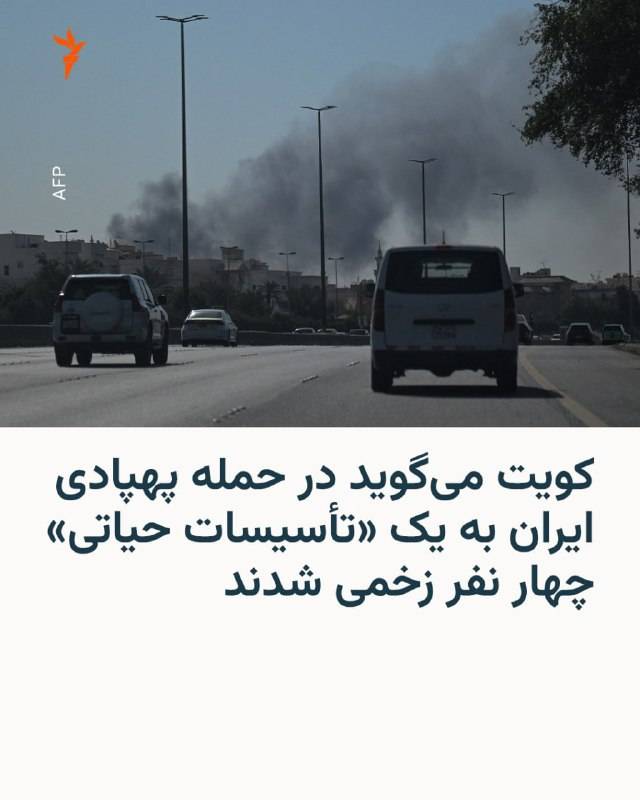 AFP
کویت می‌گوید در حمله پهپادی
ایران به یک «تأسیسات حیاتی»
چهار نفر زخمی شدند